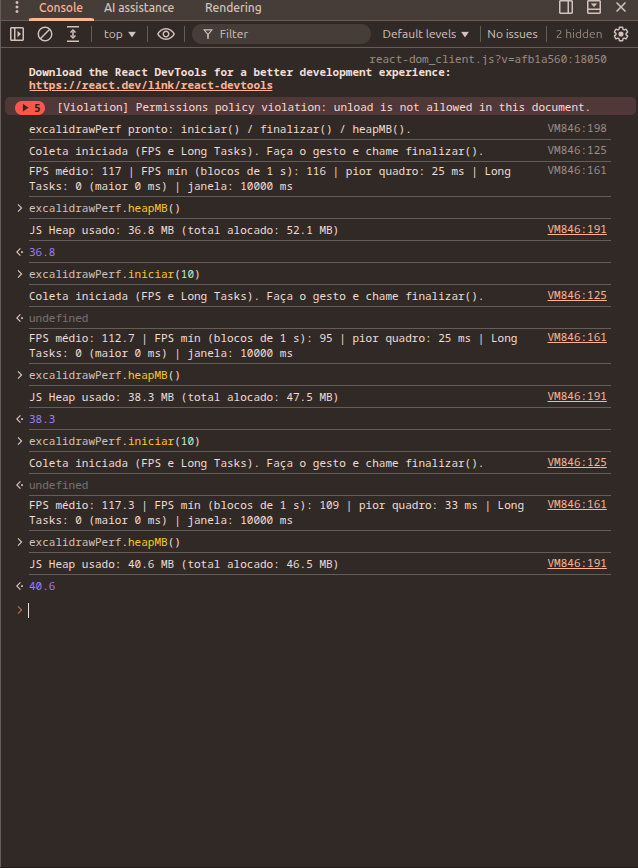 Console AI assistance Rendering
top Filter Default levels No issues 2 hidden
react-dom_client.js?v=afb1a560:18050
Download the React DevTools for a better development experience:
https://react.dev/link/react-devtools
5 [Violation] Permissions policy violation: unload is not allowed in this document.
excalidrawPerf pronto: iniciar() / finalizar() / heapMB(). VM846:198
Coleta iniciada (FPS e Long Tasks). Faça o gesto e chame finalizar(). VM846:125
FPS médio: 117 | FPS mín (blocos de 1 s): 116 | pior quadro: 25 ms | Long VM846:161
Tasks: 0 (maior 0 ms) | janela: 10000 ms
> excalidrawPerf.heapMB()
JS Heap usado: 36.8 MB (total alocado: 52.1 MB) VM846:191
36.8
> excalidrawPerf.iniciar(10)
Coleta iniciada (FPS e Long Tasks). Faça o gesto e chame finalizar(). VM846:125
undefined
FPS médio: 112.7 | FPS mín (blocos de 1 s): 95 | pior quadro: 25 ms | Long VM846:161
Tasks: 0 (maior 0 ms) | janela: 10000 ms
> excalidrawPerf.heapMB()
JS Heap usado: 38.3 MB (total alocado: 47.5 MB) VM846:191
38.3
> excalidrawPerf.iniciar(10)
Coleta iniciada (FPS e Long Tasks). Faça o gesto e chame finalizar(). VM846:125
undefined
FPS médio: 117.3 | FPS mín (blocos de 1 s): 109 | pior quadro: 33 ms | Long VM846:161
Tasks: 0 (maior 0 ms) | janela: 10000 ms
> excalidrawPerf.heapMB()
JS Heap usado: 40.6 MB (total alocado: 46.5 MB) VM846:191
40.6
>